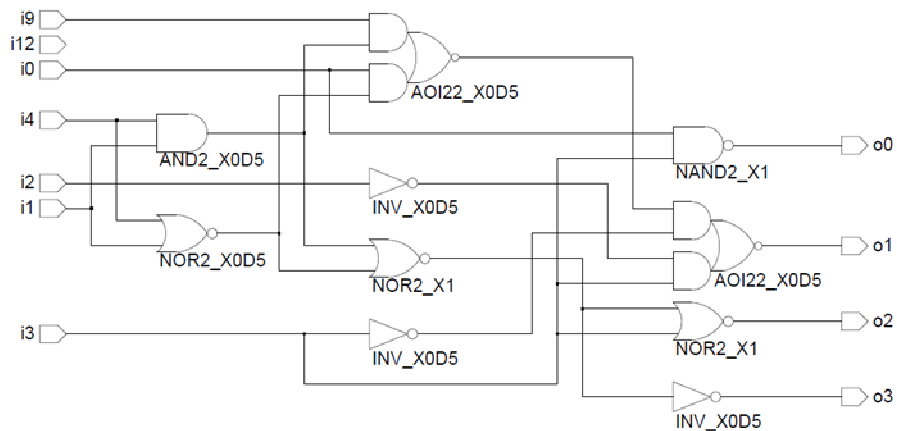 i9
i12
i0
AOI22_X0D5
i4
AND2_X0D5
NAND2_X1
o0
i2
INV_X0D5
i1
NOR2_X0D5
NOR2_X1
AOI22_X0D5
o1
i3
INV_X0D5
NOR2_X1
o2
INV_X0D5
o3